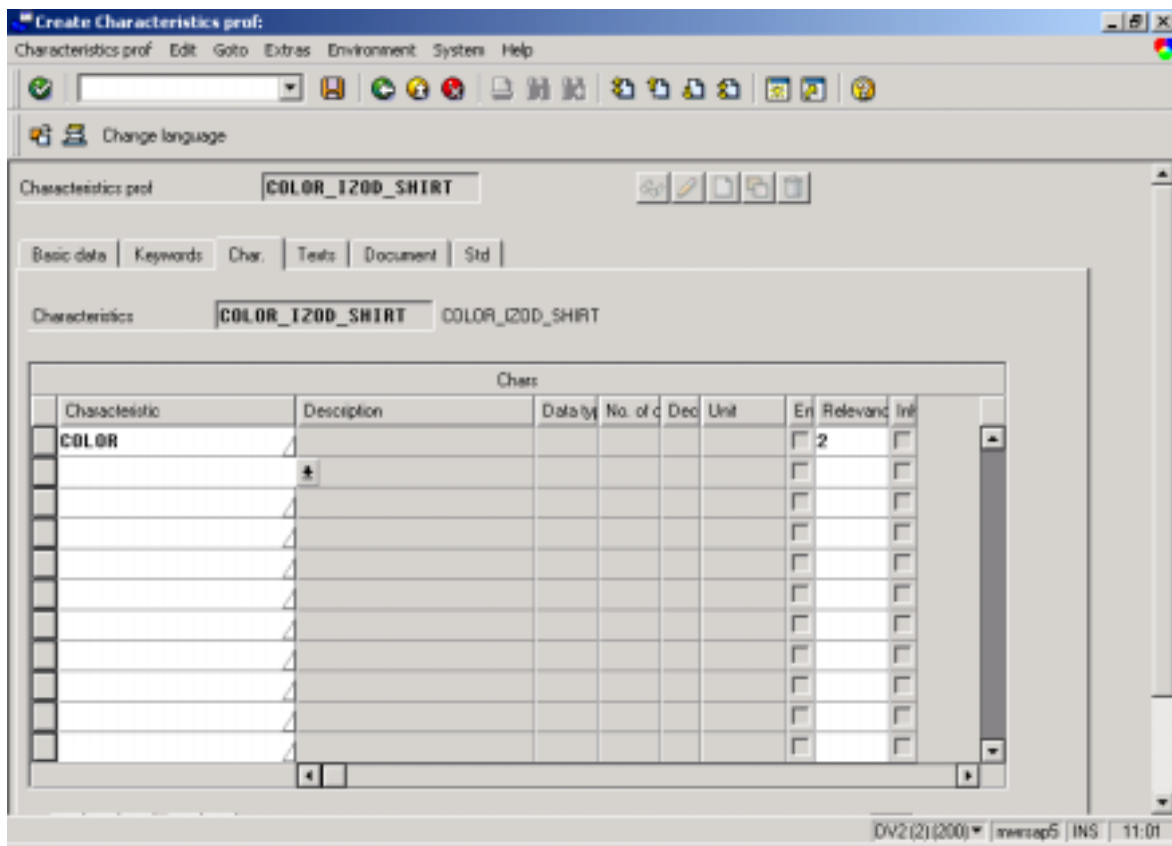 Create Characteristics prof:
Characteristics prof Edit Goto Extras Environment System Help
Change language
Characteristics prof COLOR_IZOD_SHIRT
Basic data Keywords Char. Texts Document Std
Characteristics COLOR_IZOD_SHIRT COLOR_IZOD_SHIRT
Chars
Characteristic Description Data typ No. of c Dec Unit En Relevanc Inh
COLOR 2
DV2 (2) (200) mwrsap5 INS 11:01